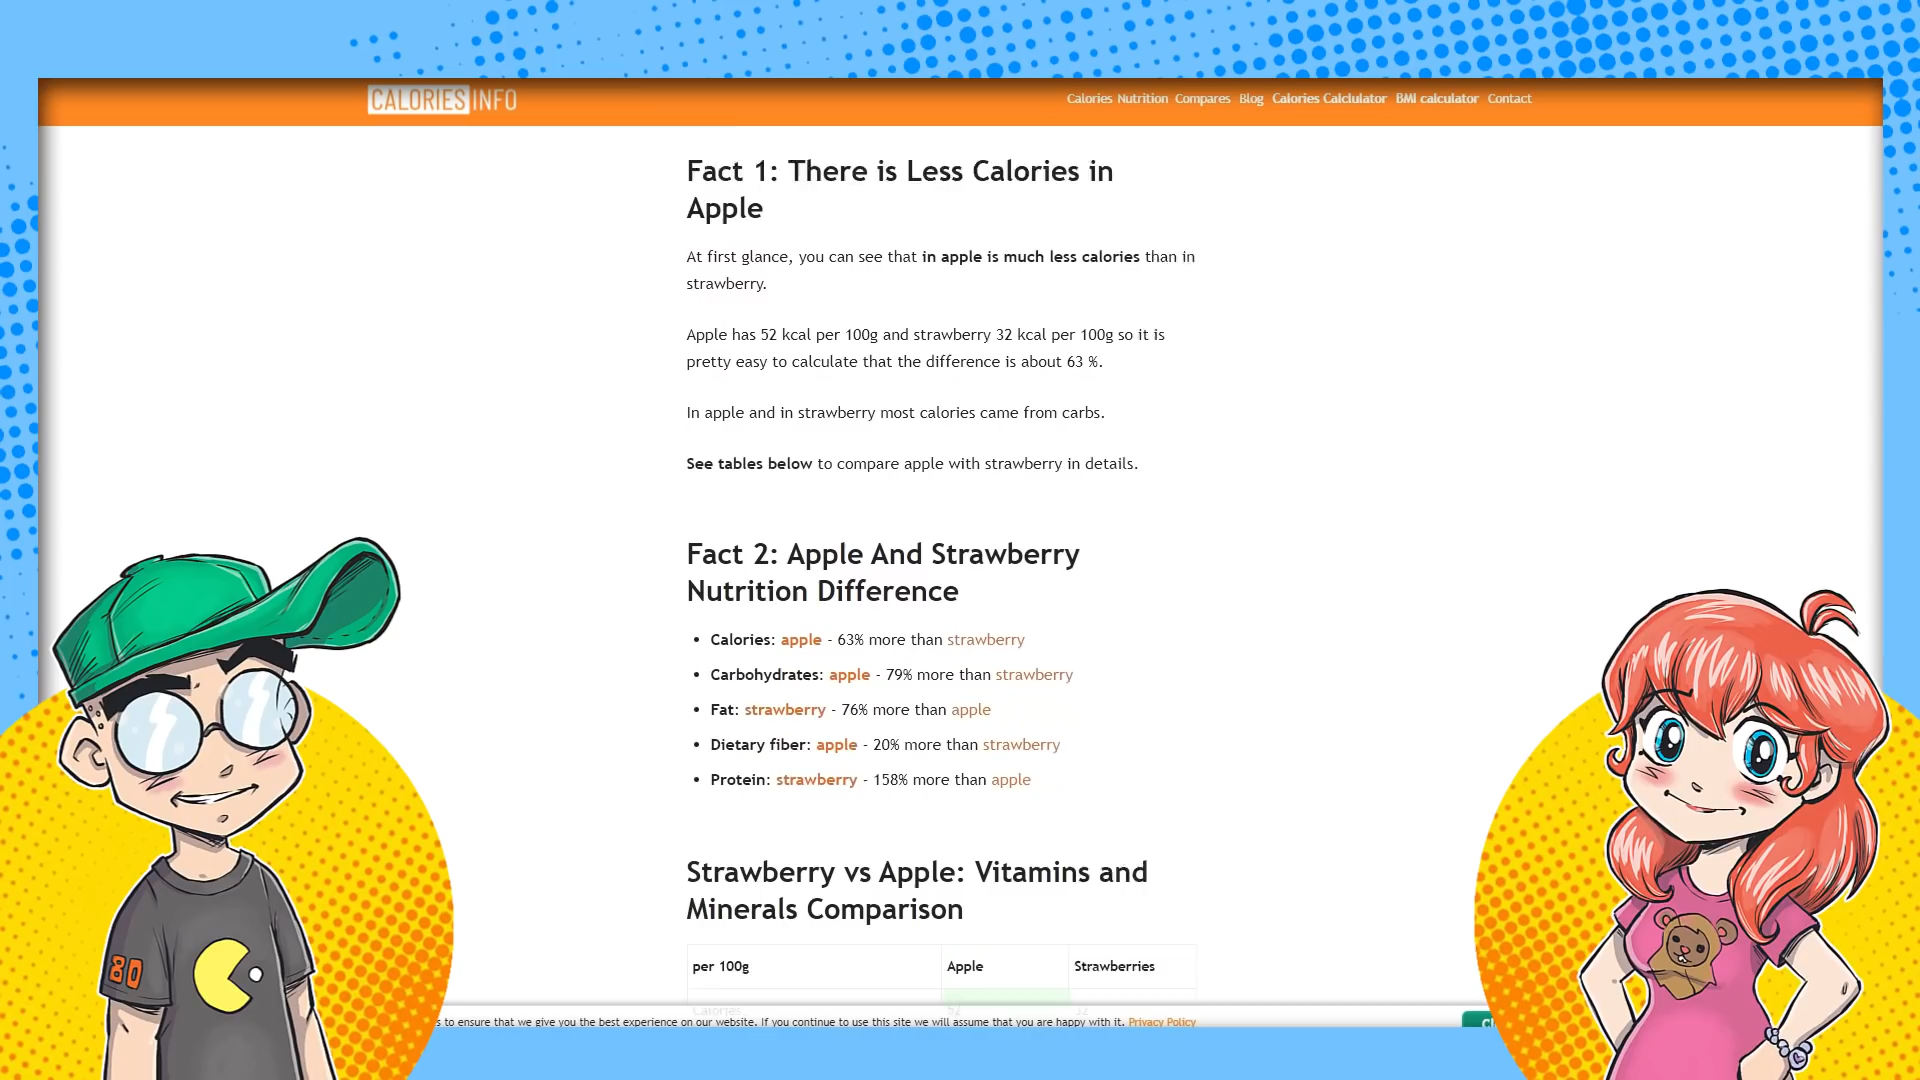 CALORIES INFO
Calories Nutrition Compares Blog Calories Calclulator BMI calculator Contact
Fact 1: There is Less Calories in
Apple
At first glance, you can see that in apple is much less calories than in
strawberry.
Apple has 52 kcal per 100g and strawberry 32 kcal per 100g so it is
pretty easy to calculate that the difference is about 63 %.
In apple and in strawberry most calories came from carbs.
See tables below to compare apple with strawberry in details.
Fact 2: Apple And Strawberry
Nutrition Difference
• Calories: apple - 63% more than strawberry
• Carbohydrates: apple - 79% more than strawberry
• Fat: strawberry - 76% more than apple
• Dietary fiber: apple - 20% more than strawberry
• Protein: strawberry - 158% more than apple
Strawberry vs Apple: Vitamins and
Minerals Comparison
per 100g Apple Strawberries
Calories 52 32
to ensure that we give you the best experience on our website. If you continue to use this site we will assume that you are happy with it. Privacy Policy
80